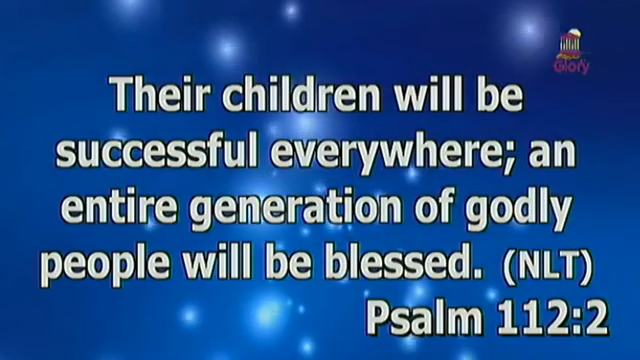 Glory
Their children will be
successful everywhere; an
entire generation of godly
people will be blessed. (NLT)
Psalm 112:2